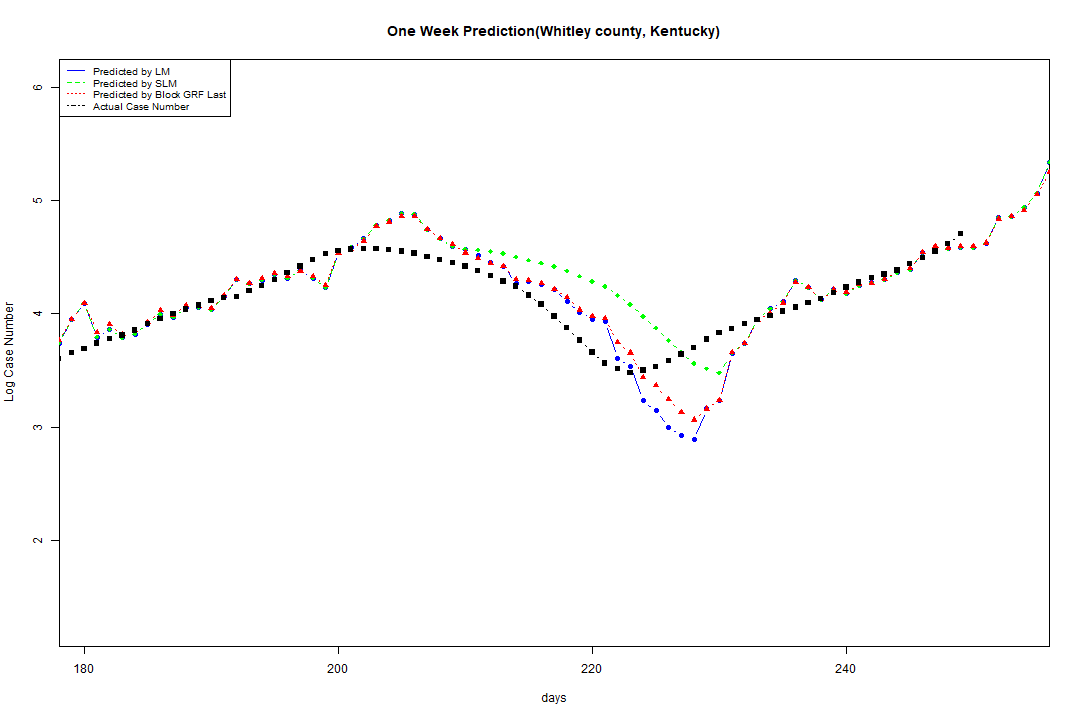 One Week Prediction(Whitley county, Kentucky)
Predicted by LM
Predicted by SLM
Predicted by Block GRF Last
Actual Case Number
6
5
4
3
2
Log Case Number
180 200 220 240
days